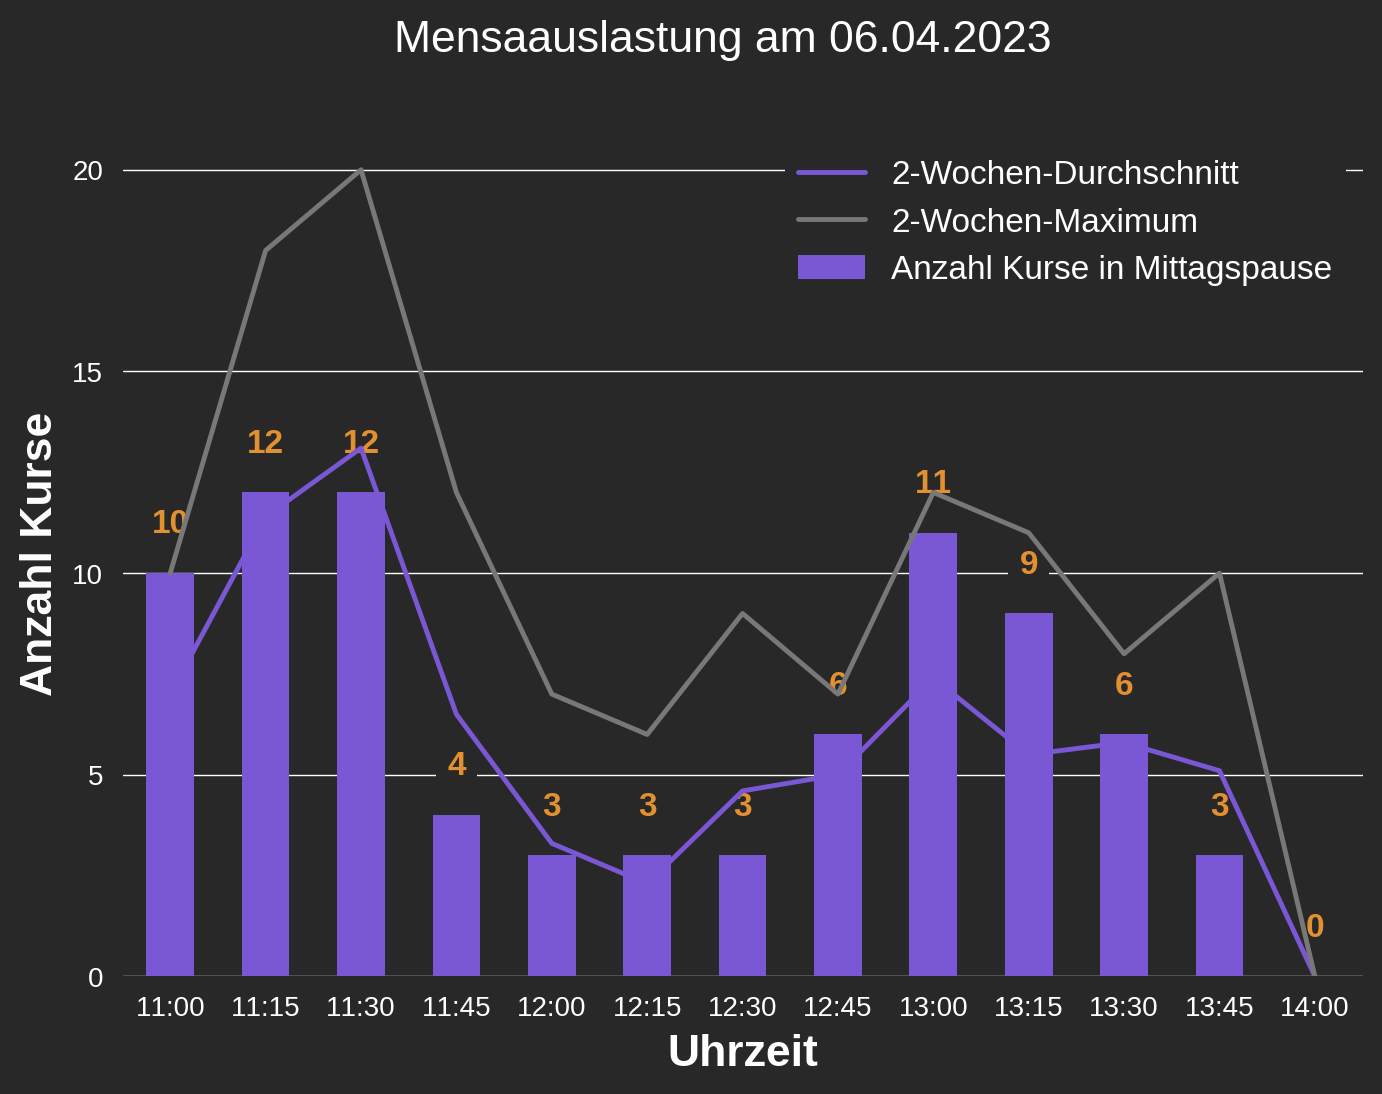 Mensaauslastung am 06.04.2023
2-Wochen-Durchschnitt
2-Wochen-Maximum
Anzahl Kurse in Mittagspause
Anzahl Kurse
20
15
10
5
0
10
12
12
4
3
3
3
6
11
9
6
3
0
11:00 11:15 11:30 11:45 12:00 12:15 12:30 12:45 13:00 13:15 13:30 13:45 14:00
Uhrzeit